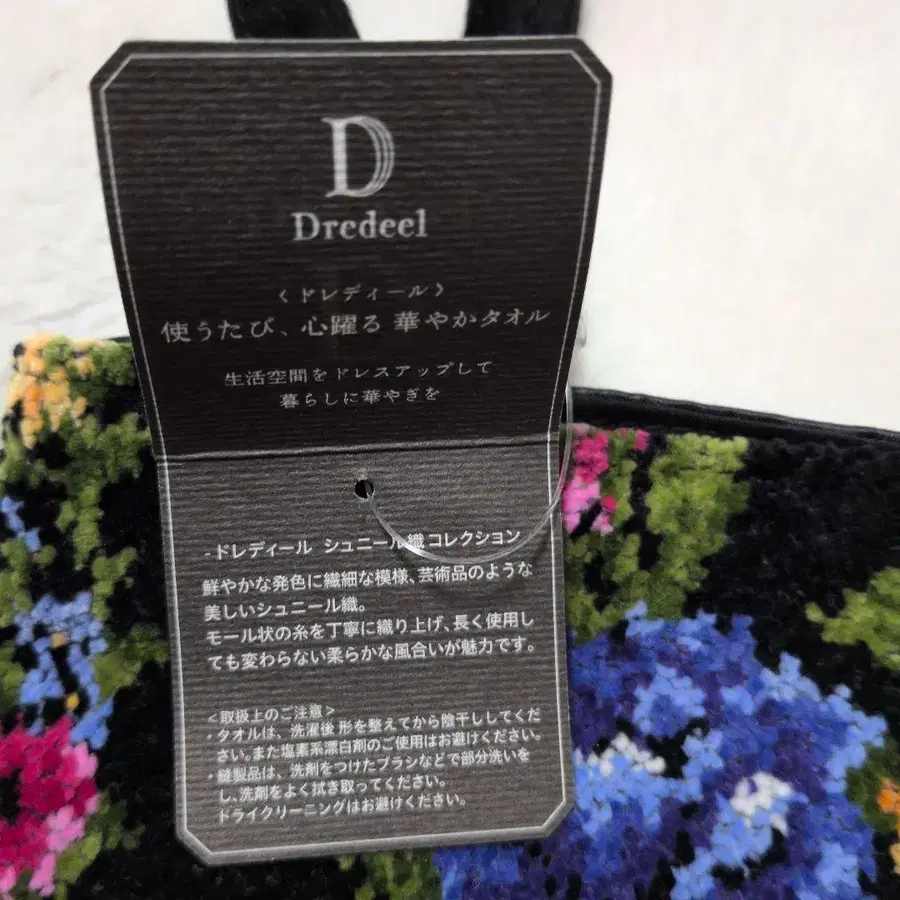 D
Dredeel
〈ドレディール〉
使うたび、心躍る 華やかタオル
生活空間をドレスアップして
暮らしに華やぎを
- ドレディール シュニール織コレクション
鮮やかな発色に繊細な模様、芸術品のような
美しいシュニール織。
モール状の糸を丁寧に織り上げ、長く使用し
ても変わらない柔らかな風合いが魅力です。
<取扱上のご注意>
・タオルは、洗濯後 形を整えてから陰干ししてくだ
さい。また塩素系漂白剤のご使用はお避けください。
・縫製品は、洗剤をつけたブラシなどで部分洗いを
し、洗剤をよく拭き取ってください。
ドライクリーニングはお避けください。